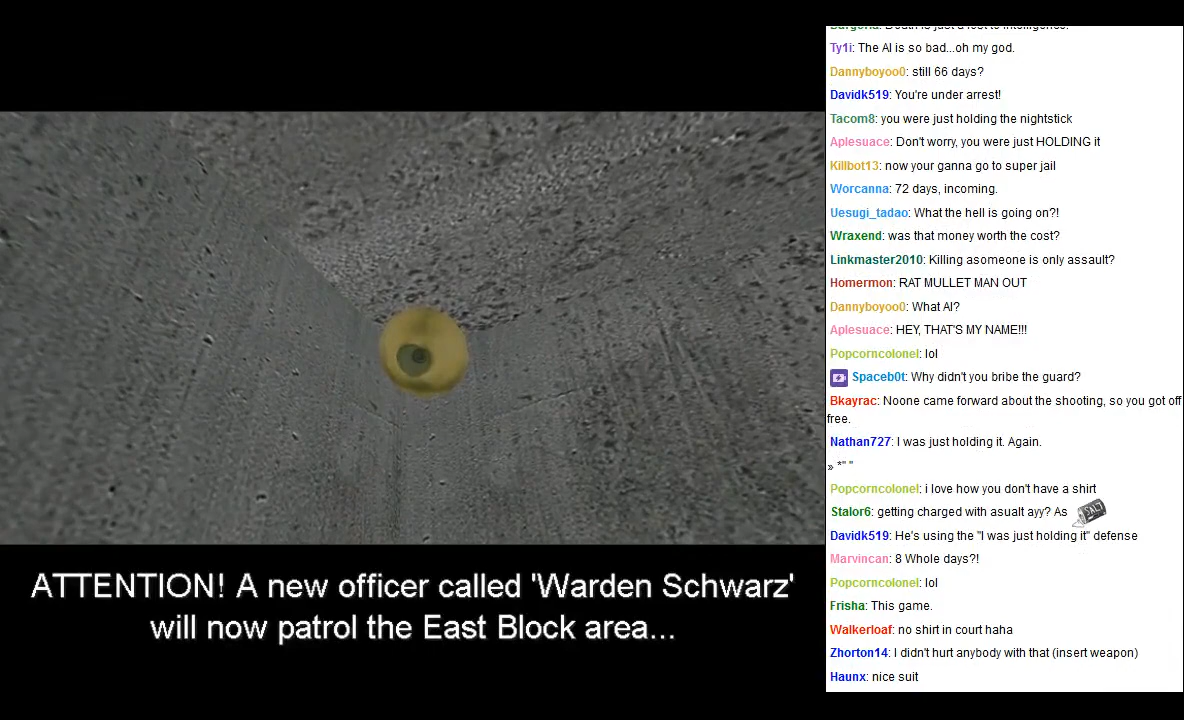 ATTENTION! A new officer called 'Warden Schwarz'
will now patrol the East Block area...
Ty1i: The AI is so bad...oh my god.
Dannyboyoo0: still 66 days?
Davidk519: You're under arrest!
Tacom8: you were just holding the nightstick
Aplesuace: Don't worry, you were just HOLDING it
Killbot13: now your ganna go to super jail
Worcanna: 72 days, incoming.
Uesugi_tadao: What the hell is going on?!
Wraxend: was that money worth the cost?
Linkmaster2010: Killing asomeone is only assault?
Homermon: RAT MULLET MAN OUT
Dannyboyoo0: What AI?
Aplesuace: HEY, THAT'S MY NAME!!!
Popcorncolonel: lol
Spaceb0t: Why didn't you bribe the guard?
Bkayrac: Noone came forward about the shooting, so you got off
free.
Nathan727: I was just holding it. Again.
» *" "
Popcorncolonel: i love how you don't have a shirt
Stalor6: getting charged with asualt ayy? As SALT
Davidk519: He's using the "I was just holding it" defense
Marvincan: 8 Whole days?!
Popcorncolonel: lol
Frisha: This game.
Walkerloaf: no shirt in court haha
Zhorton14: I didn't hurt anybody with that (insert weapon)
Haunx: nice suit